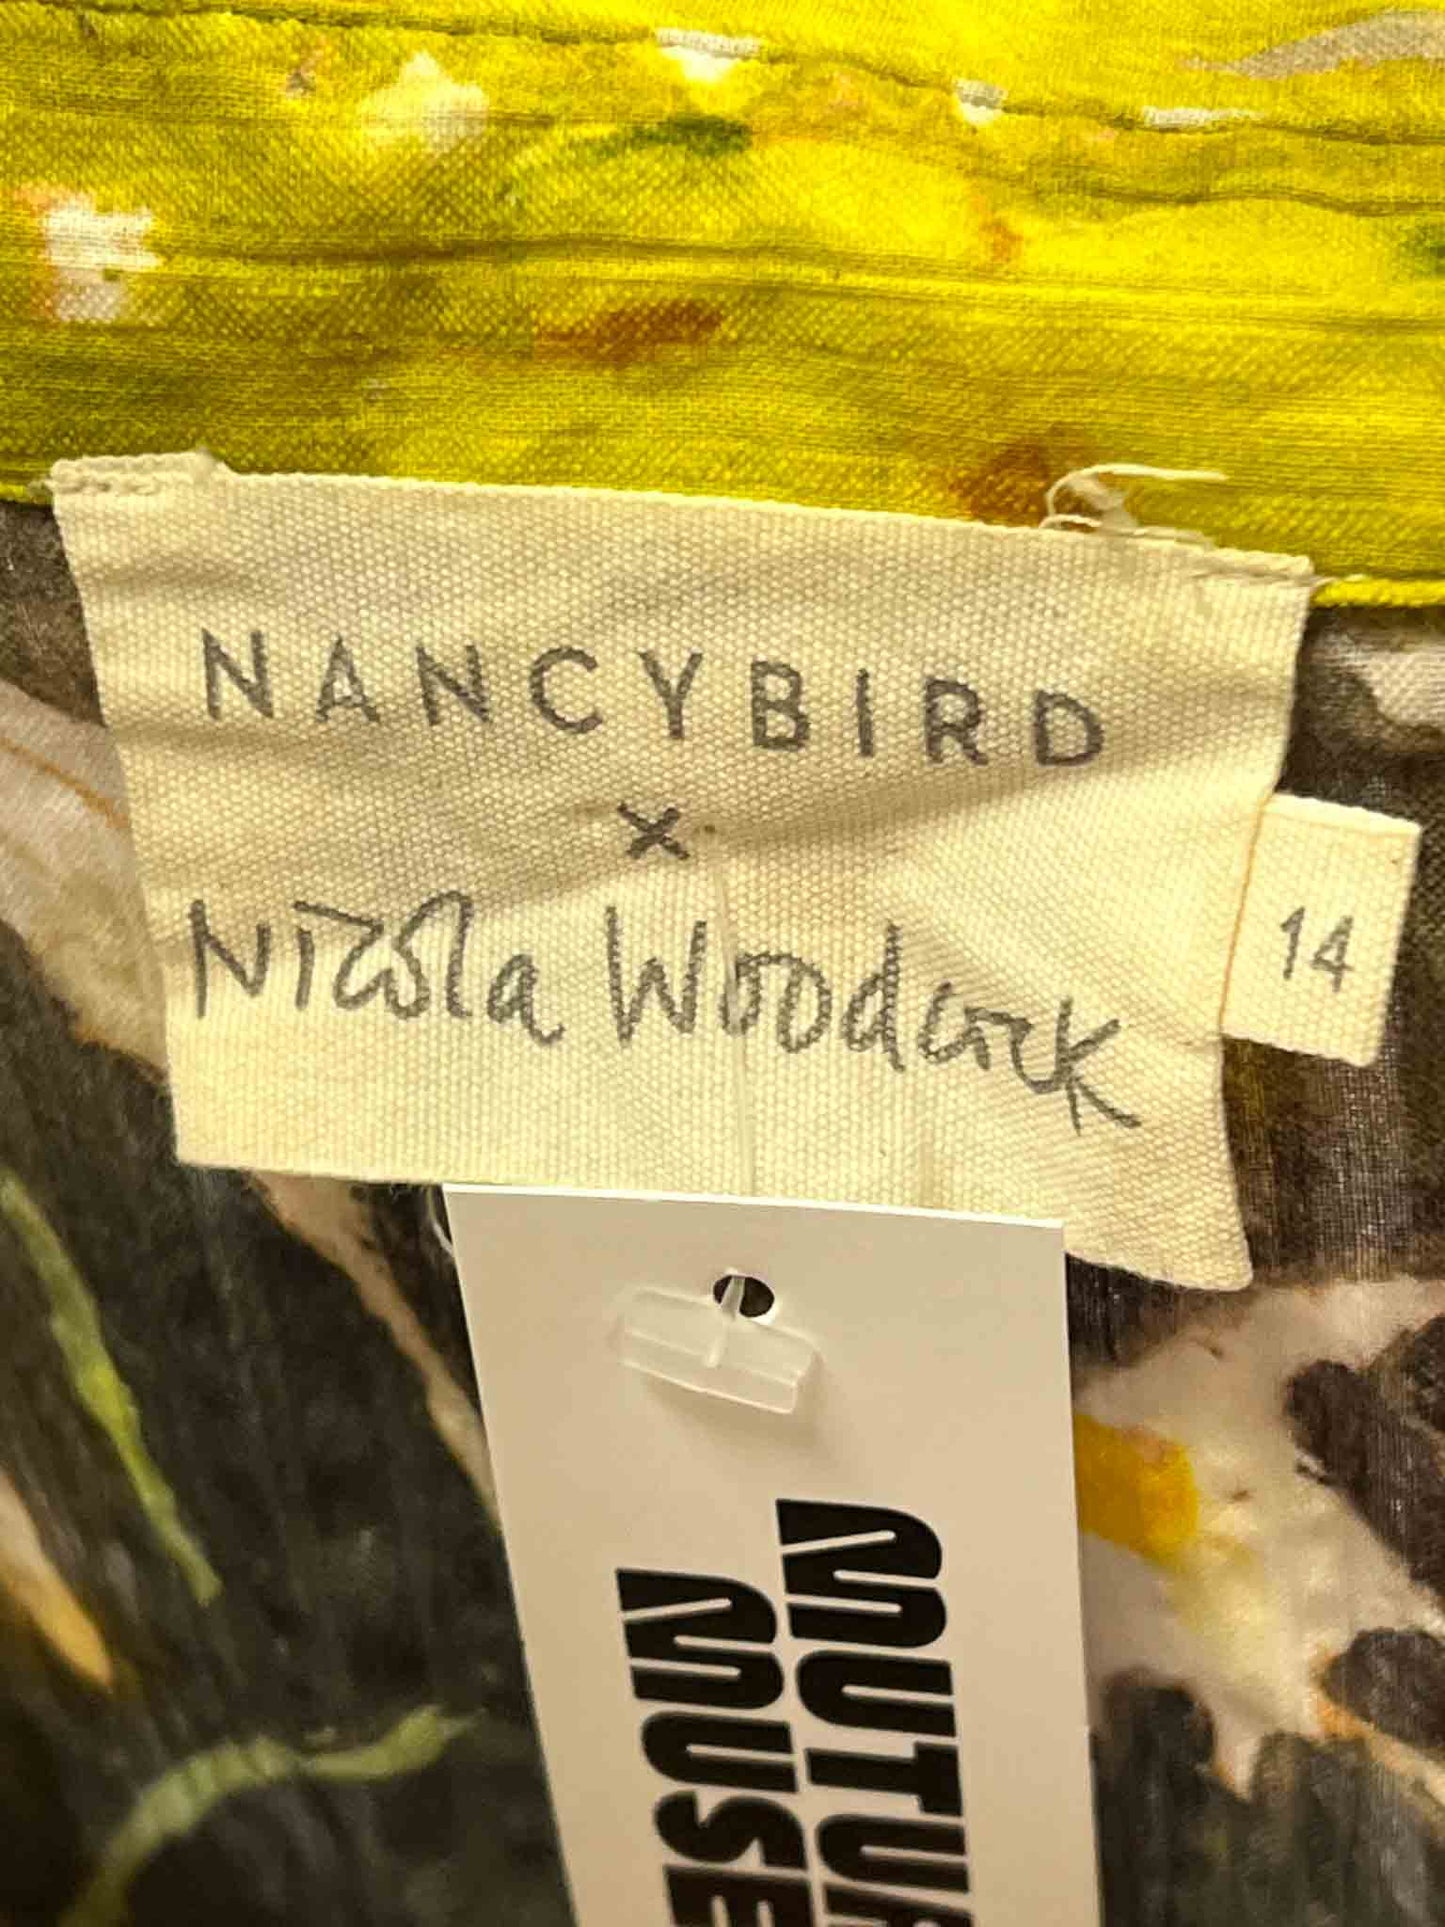 NANCYBIRD
x
Nicola Woodcock
14
MUTUAL
MUSE